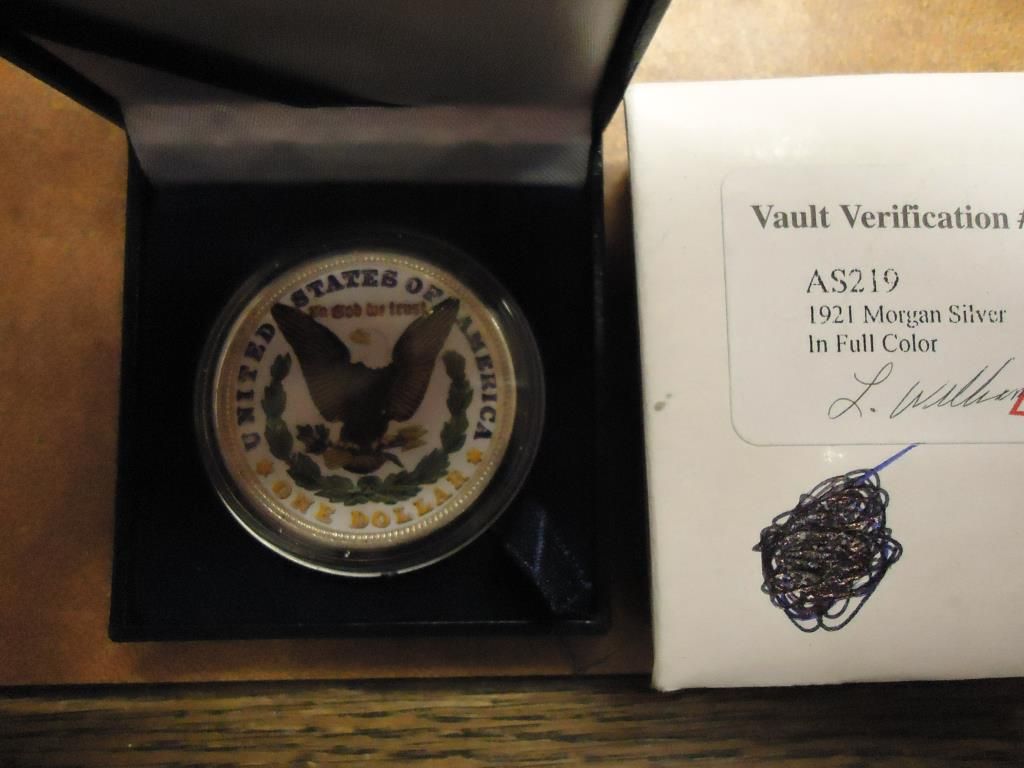 UNITED STATES OF AMERICA
In God we trust
ONE DOLLAR
Vault Verification #
AS219
1921 Morgan Silver
In Full Color
L. William